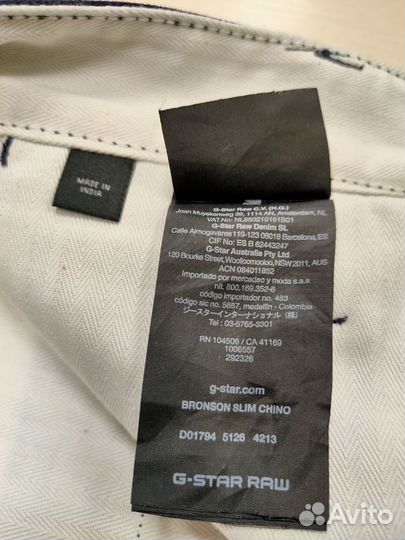 MADE IN
INDIA
G-Star Raw C.V. (H.G.)
Joan Muyskenweg 39, 1114 AN, Amsterdam, NL
VAT.No: NL850210161B01
G-Star Raw Denim SL
Calle Almogavares 119-123 08018 Barcelona, ES
CIF No: ES B 62443247
G-Star Australia Pty Ltd
120 Bourke Street, Woolloomooloo, NSW2011, AUS
ACN 084011852
Importado por mercadeo y moda s.a.s
nit. 800.189.352-6
código importador no. 483
código sic no. 5887, medellin - Colombia
ジースターインターナショナル（株）
Tel : 03-5765-3301
RN 104506 / CA 41169
1006557
292326
g-star.com
BRONSON SLIM CHINO
D01794 5126 4213
G-STAR RAW
Avito